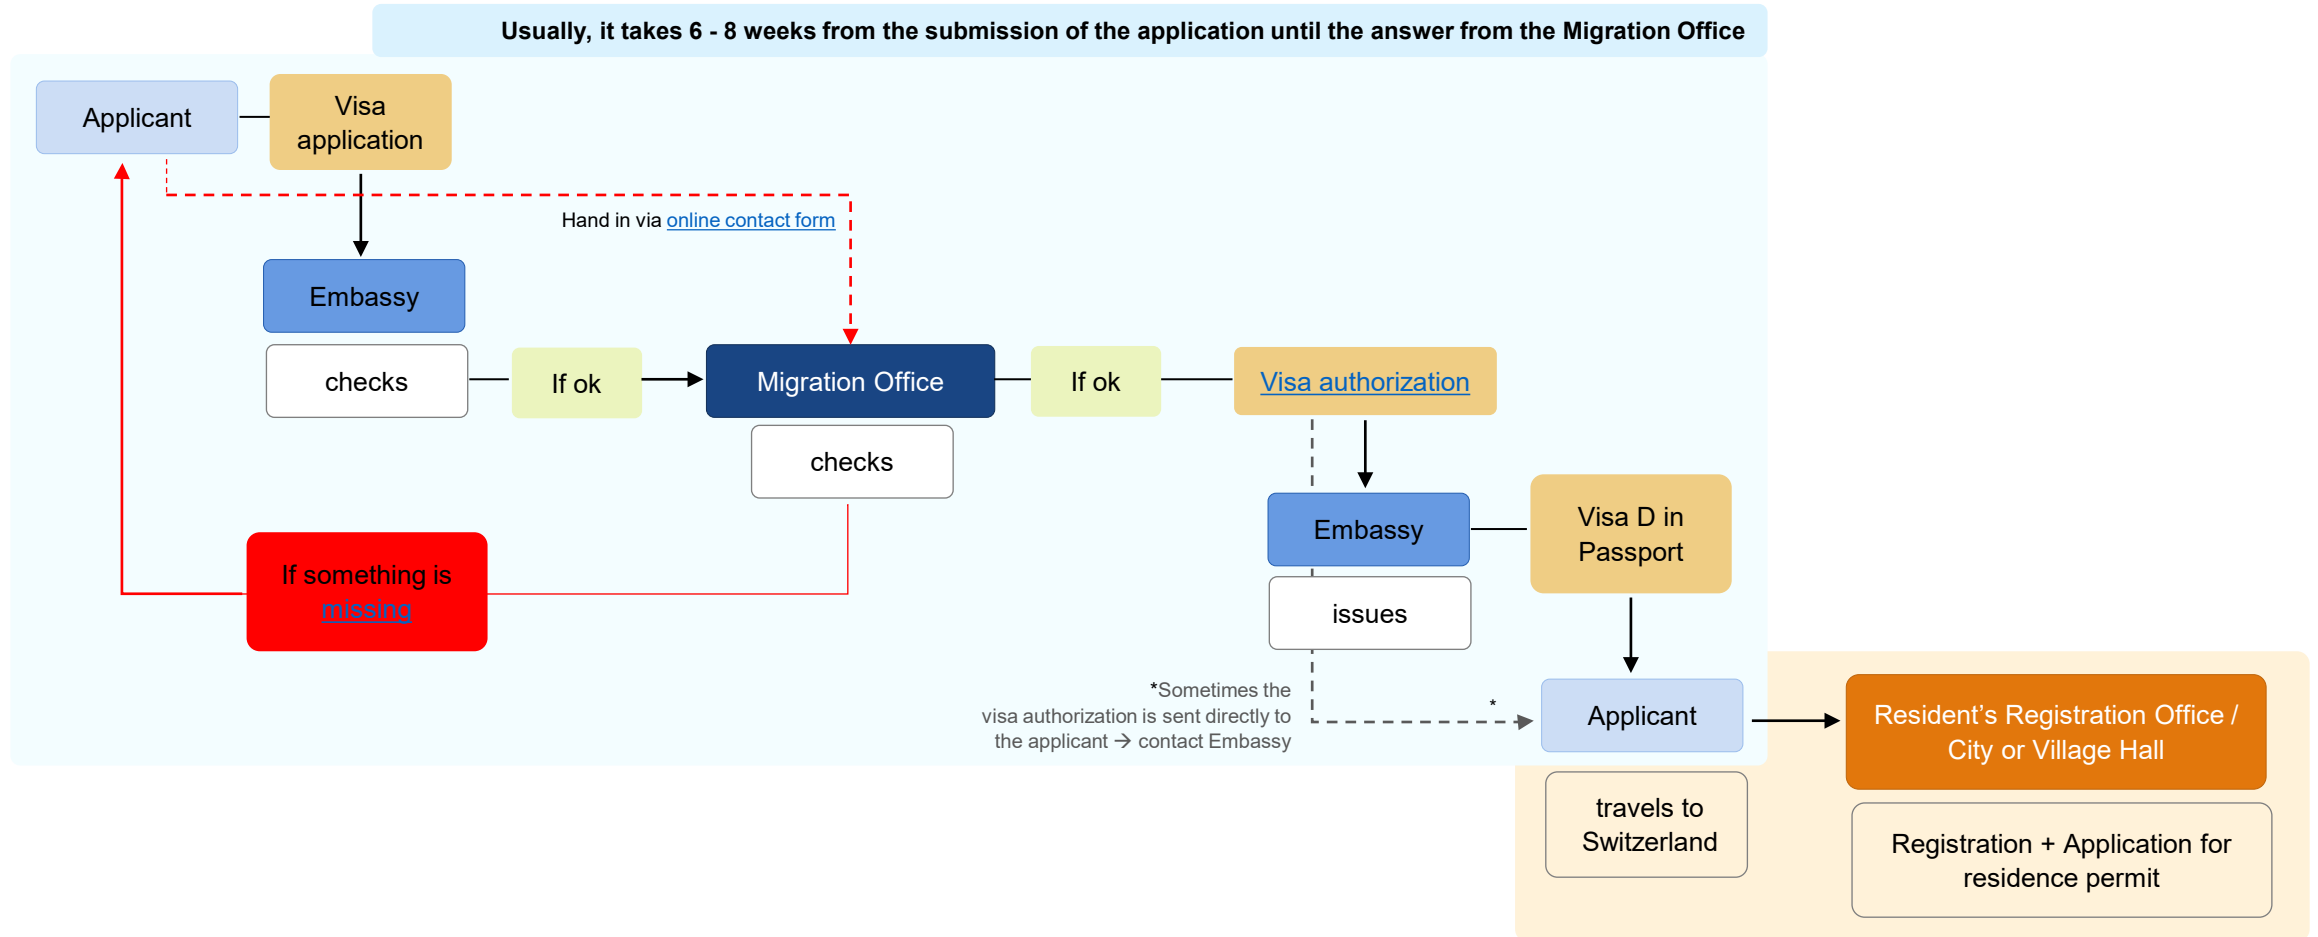 Usually, it takes 6 - 8 weeks from the submission of the application until the answer from the Migration Office
Applicant
Visa
application
Hand in via online contact form
Embassy
checks
If ok
Migration Office
checks
If ok
Visa authorization
Embassy
issues
Visa D in
Passport
If something is
missing
*Sometimes the
visa authorization is sent directly to
the applicant → contact Embassy
*
Applicant
travels to
Switzerland
Resident’s Registration Office /
City or Village Hall
Registration + Application for
residence permit